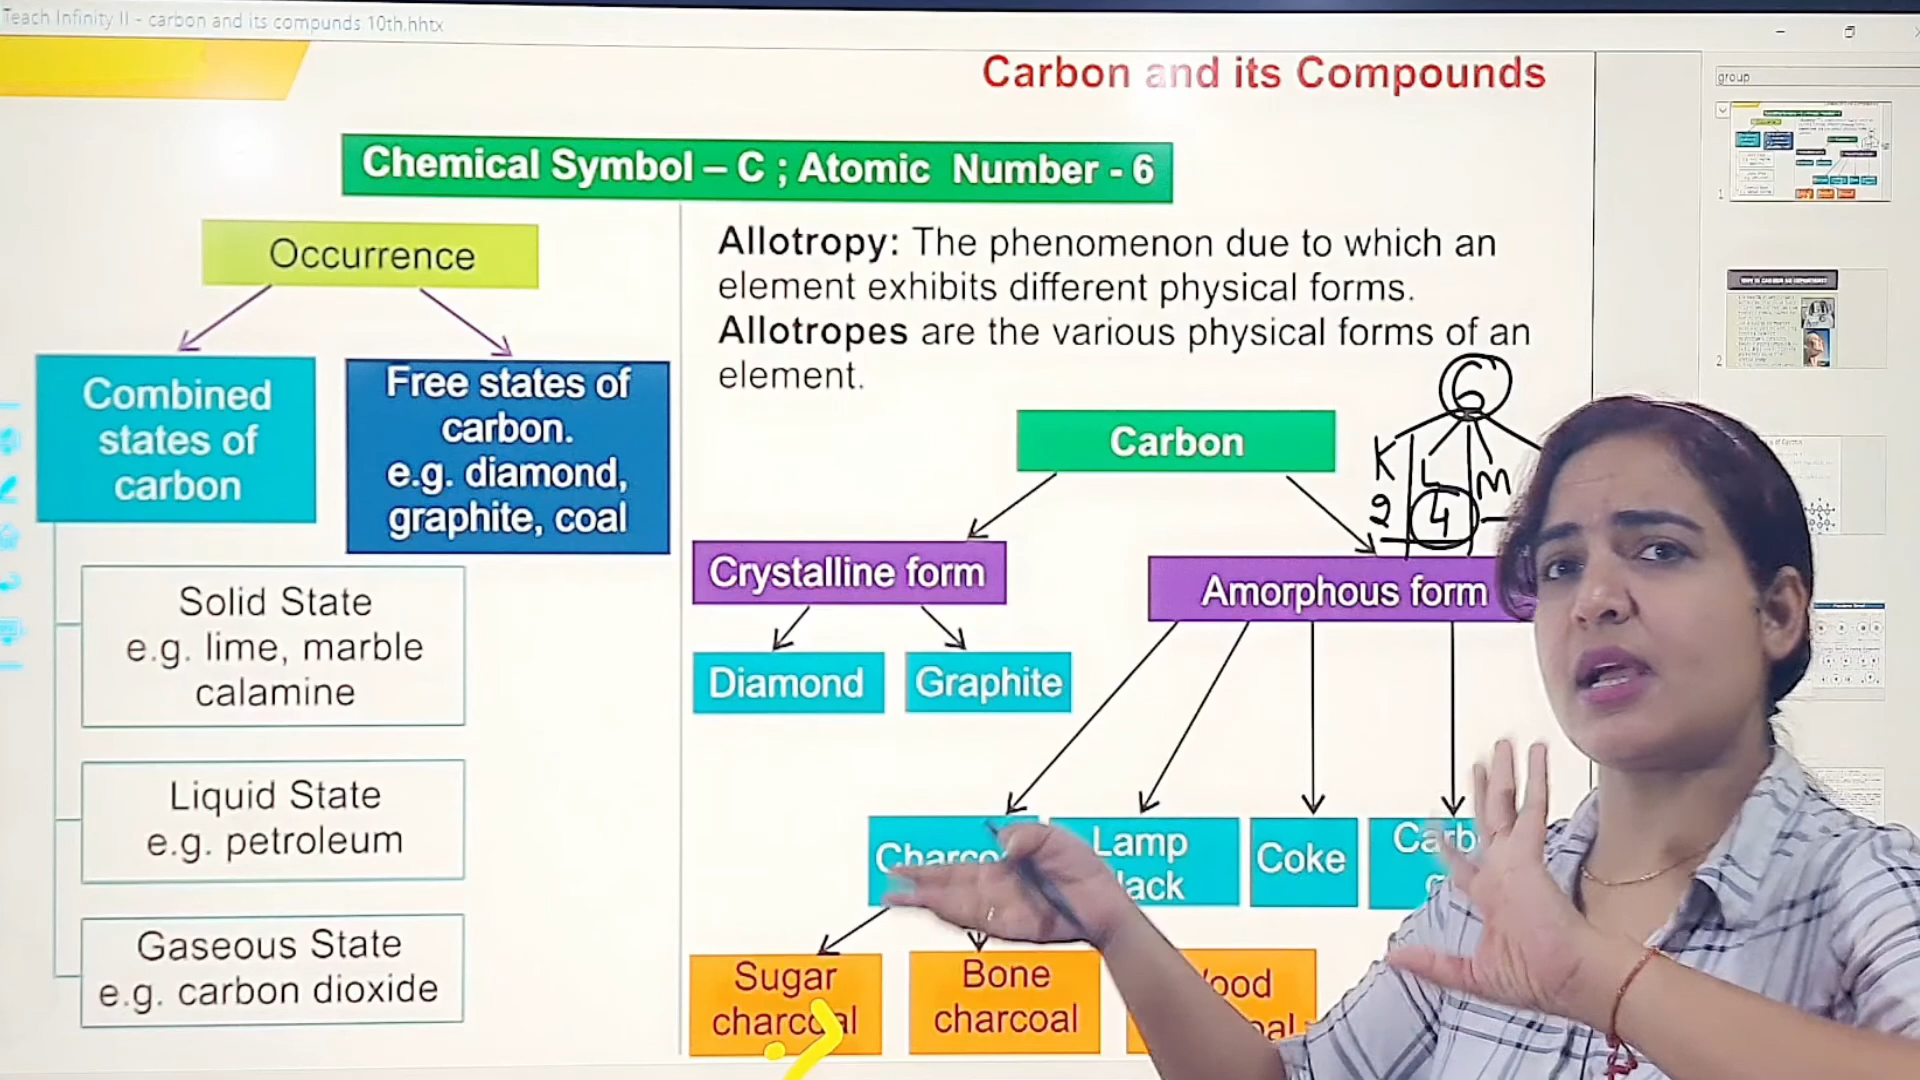 Teach Infinity II - carbon and its compunds 10th.hhtx
Carbon and its Compounds
group
Chemical Symbol – C ; Atomic Number - 6
Occurrence
Combined
states of
carbon
Free states of
carbon.
e.g. diamond,
graphite, coal
Solid State
e.g. lime, marble
calamine
Liquid State
e.g. petroleum
Gaseous State
e.g. carbon dioxide
Allotropy: The phenomenon due to which an
element exhibits different physical forms.
Allotropes are the various physical forms of an
element.
6
K L M
2 4 –
Carbon
Crystalline form
Amorphous form
Diamond
Graphite
Lamp
Coke
Sugar
charcoal
Bone
charcoal
1
2